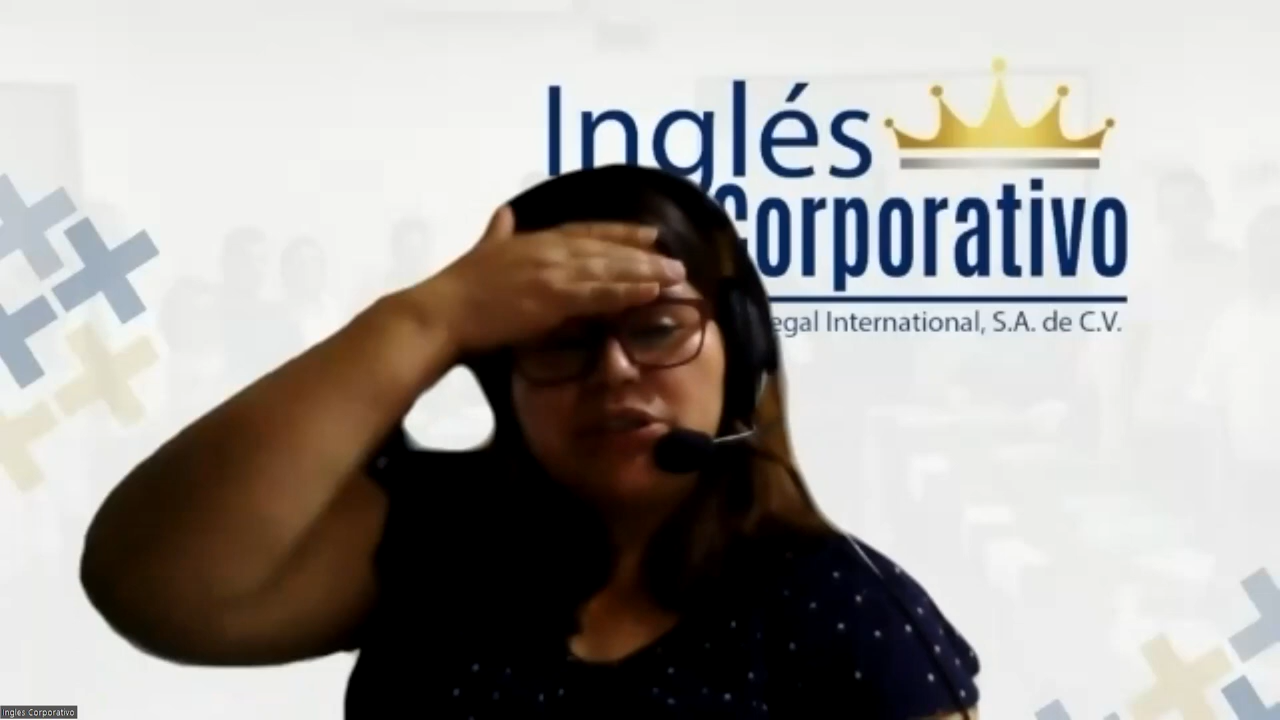 Inglés
Corporativo
egal International, S.A. de C.V.
Ingles Corporativo